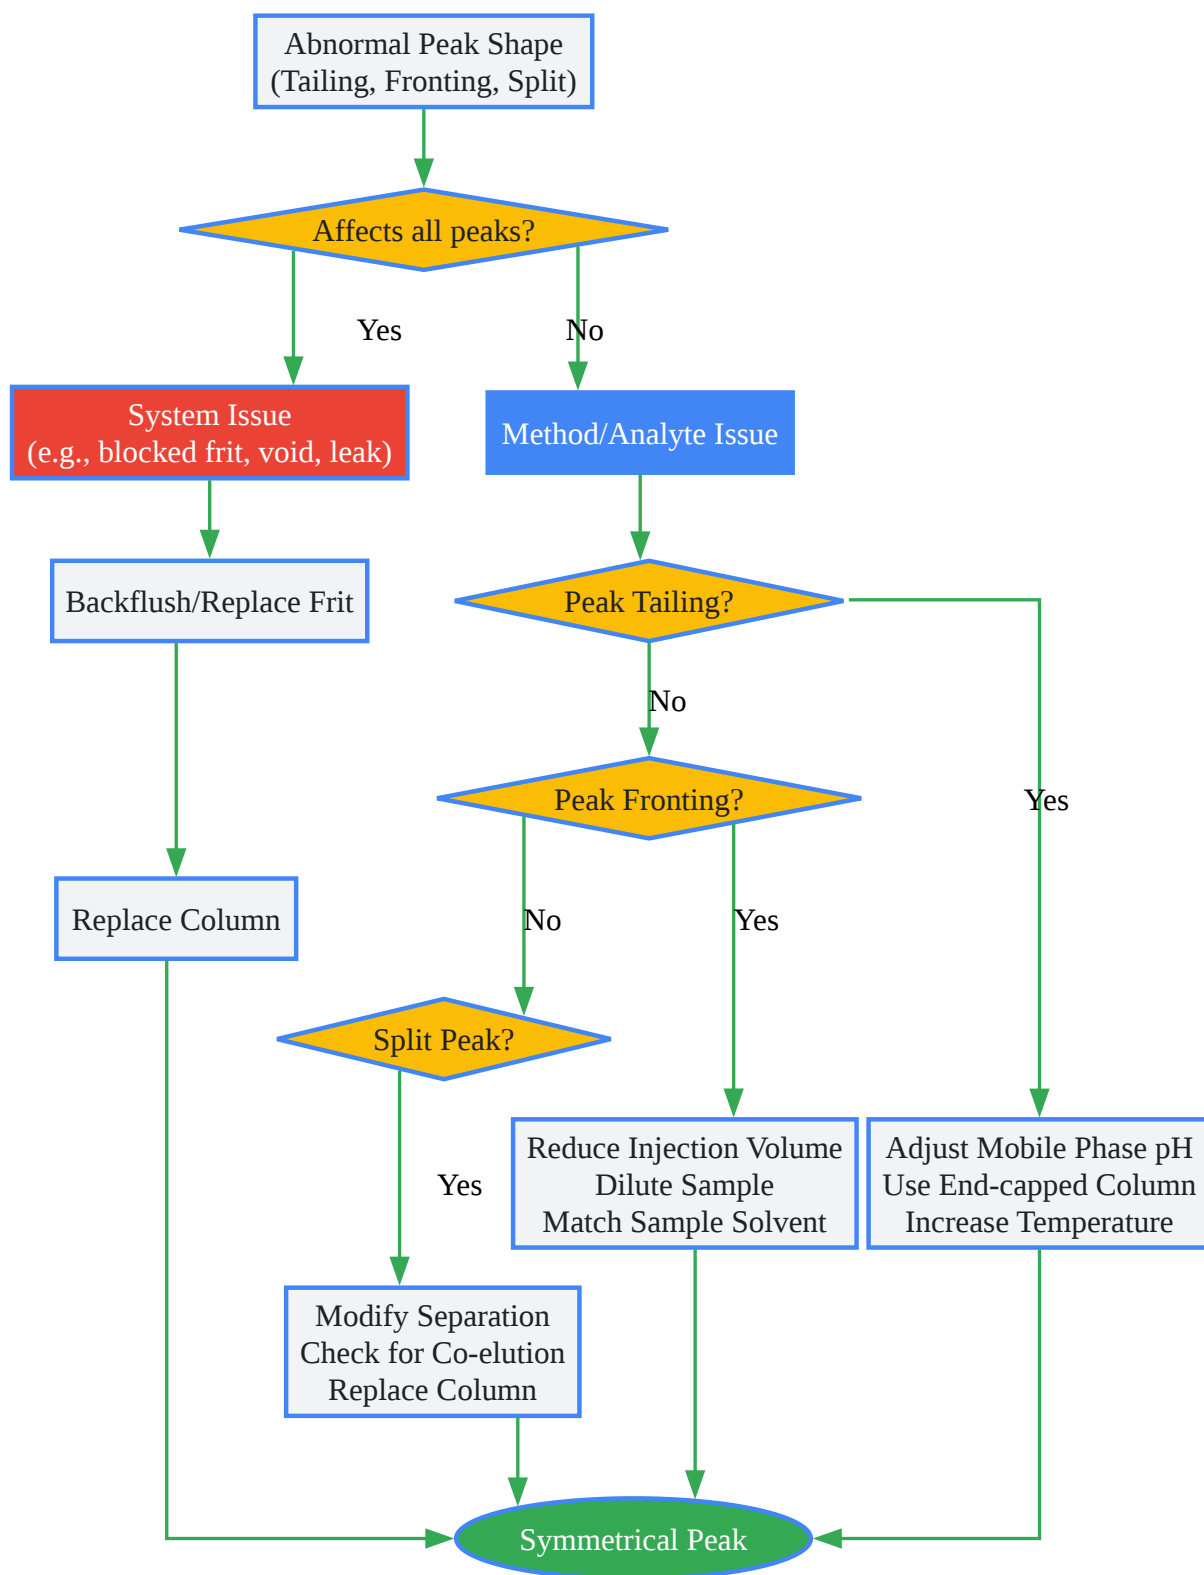 Abnormal Peak Shape
(Tailing, Fronting, Split)
Affects all peaks?
Yes
No
System Issue
(e.g., blocked frit, void, leak)
Method/Analyte Issue
Backflush/Replace Frit
Peak Tailing?
No
Peak Fronting?
Yes
Replace Column
No
Yes
Split Peak?
Yes
Reduce Injection Volume
Dilute Sample
Match Sample Solvent
Adjust Mobile Phase pH
Use End-capped Column
Increase Temperature
Modify Separation
Check for Co-elution
Replace Column
Symmetrical Peak